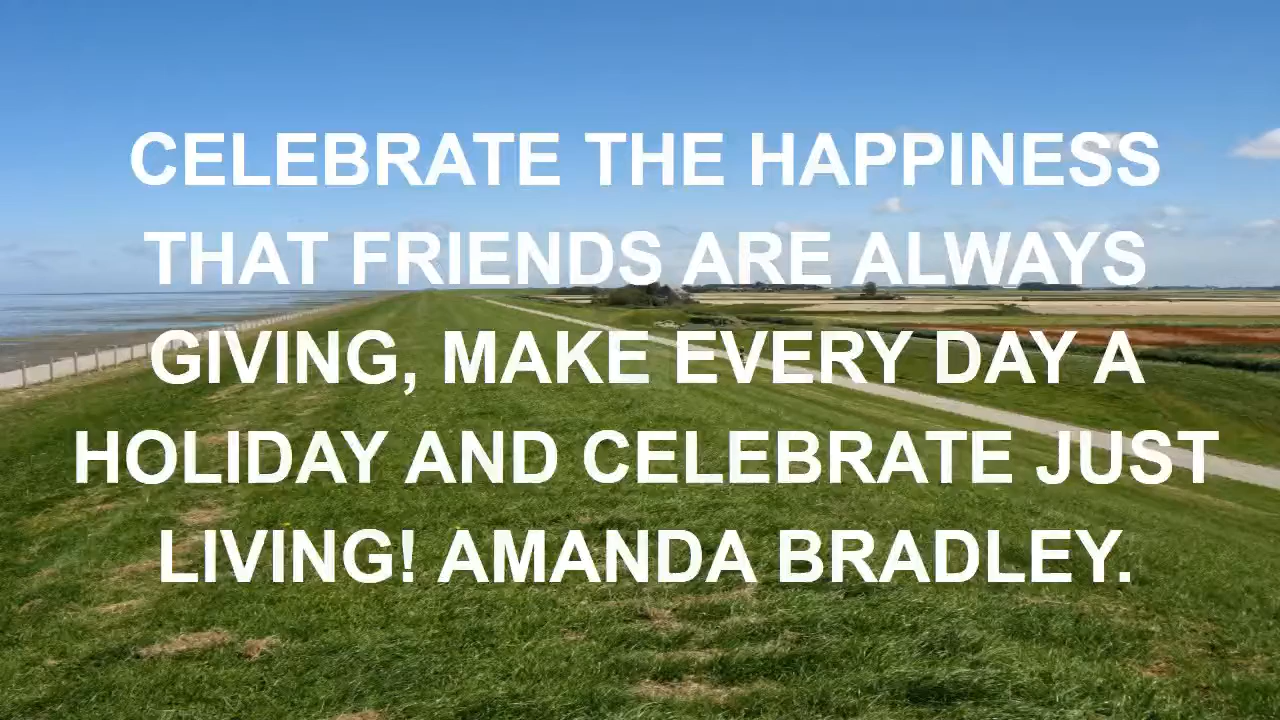 CELEBRATE THE HAPPINESS
THAT FRIENDS ARE ALWAYS
GIVING, MAKE EVERY DAY A
HOLIDAY AND CELEBRATE JUST
LIVING! AMANDA BRADLEY.